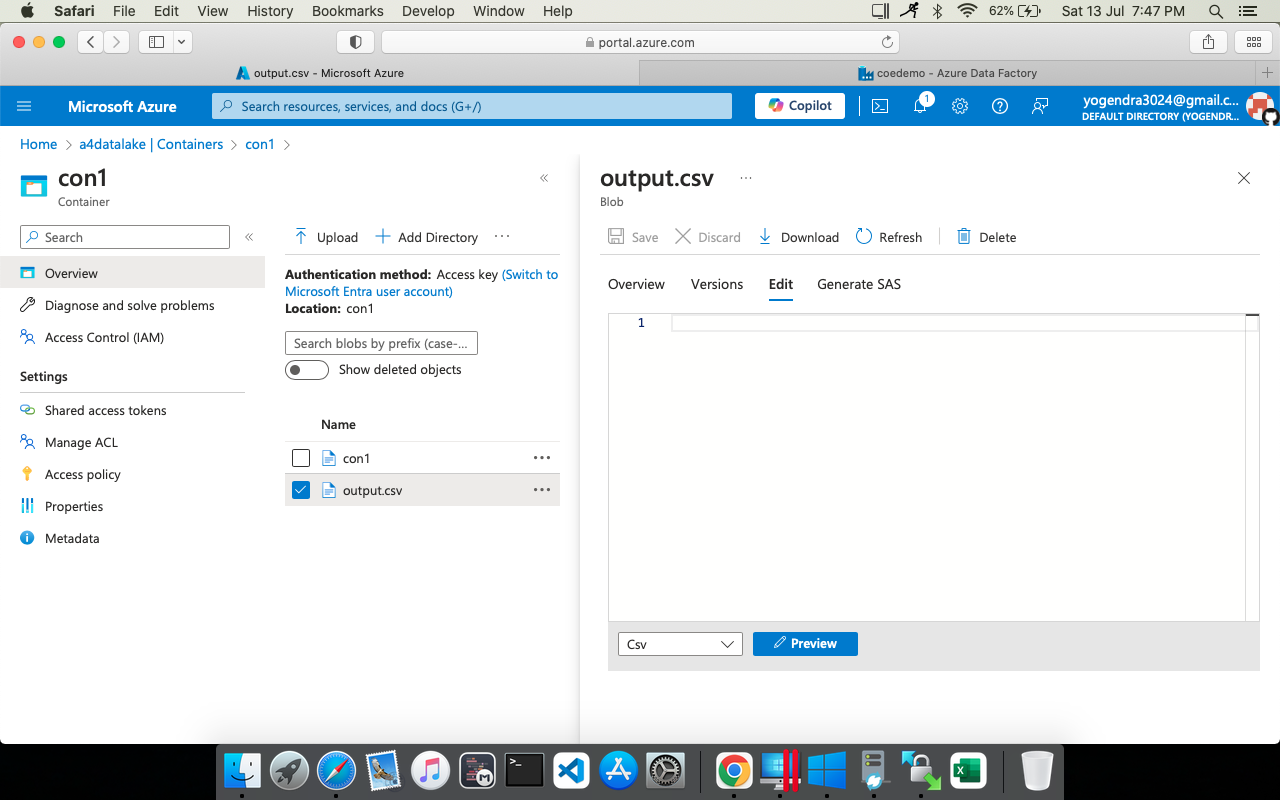 Safari File Edit View History Bookmarks Develop Window Help 62% Sat 13 Jul 7:47 PM
portal.azure.com
output.csv - Microsoft Azure
coedemo - Azure Data Factory
Microsoft Azure
Search resources, services, and docs (G+/)
Copilot
1
yogendra3024@gmail.c...
DEFAULT DIRECTORY (YOGENDR...
Home > a4datalake | Containers > con1 >
con1
Container
Search
Overview
Diagnose and solve problems
Access Control (IAM)
Settings
Shared access tokens
Manage ACL
Access policy
Properties
Metadata
Upload Add Directory ...
Authentication method: Access key (Switch to
Microsoft Entra user account)
Location: con1
Search blobs by prefix (case-...
Show deleted objects
Name
con1 ...
output.csv ...
output.csv ...
Blob
Save Discard Download Refresh Delete
Overview Versions Edit Generate SAS
1
Csv
Preview